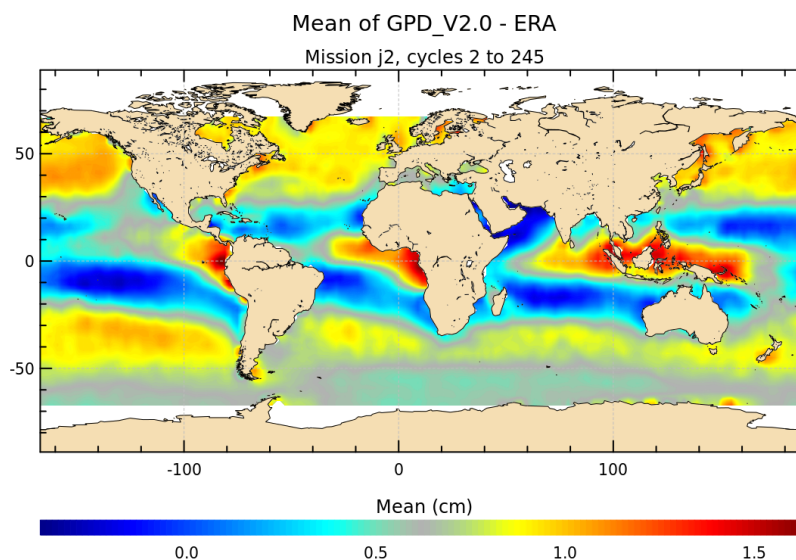 Mean of GPD_V2.0 - ERA
Mission j2, cycles 2 to 245
50
0
-50
-100 0 100
Mean (cm)
0.0 0.5 1.0 1.5